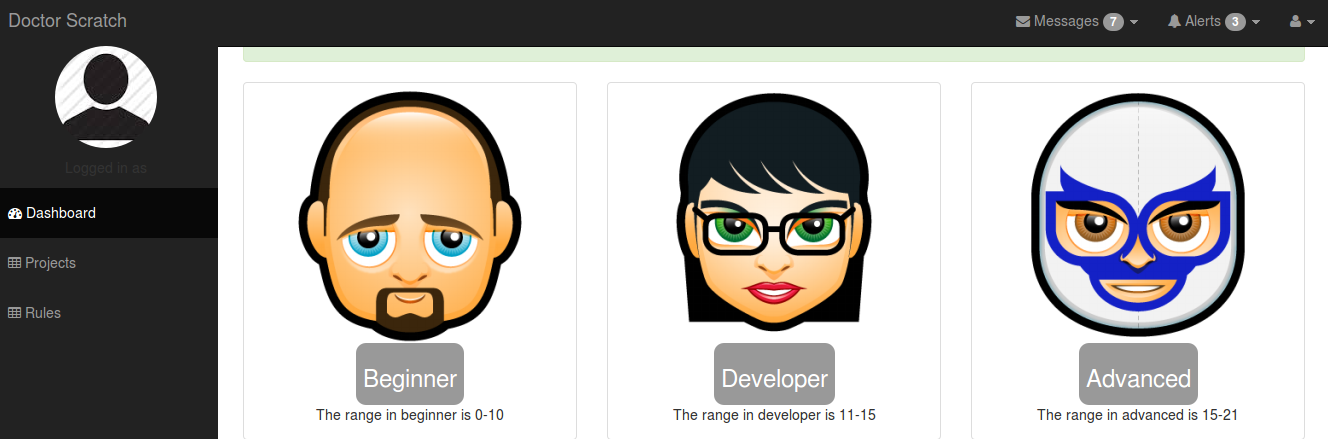 Doctor Scratch
Messages 7
Alerts 3
Logged in as
Dashboard
Projects
Rules
Beginner
The range in beginner is 0-10
Developer
The range in developer is 11-15
Advanced
The range in advanced is 15-21